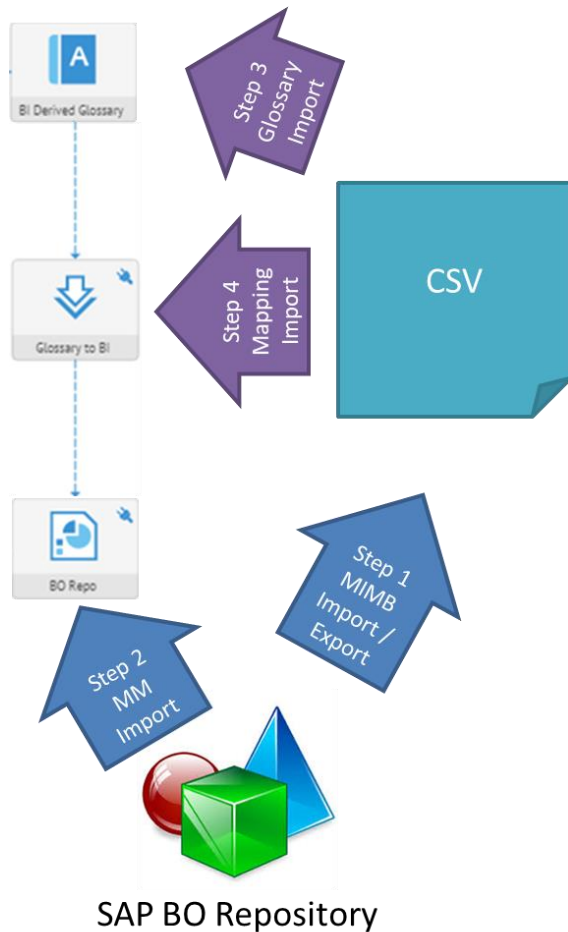 A
BI Derived Glossary
Step 3
Glossary
Import
CSV
Step 4
Mapping
Import
Glossary to BI
BO Repo
Step 1
MIMB
Import /
Export
Step 2
MM
Import
SAP BO Repository